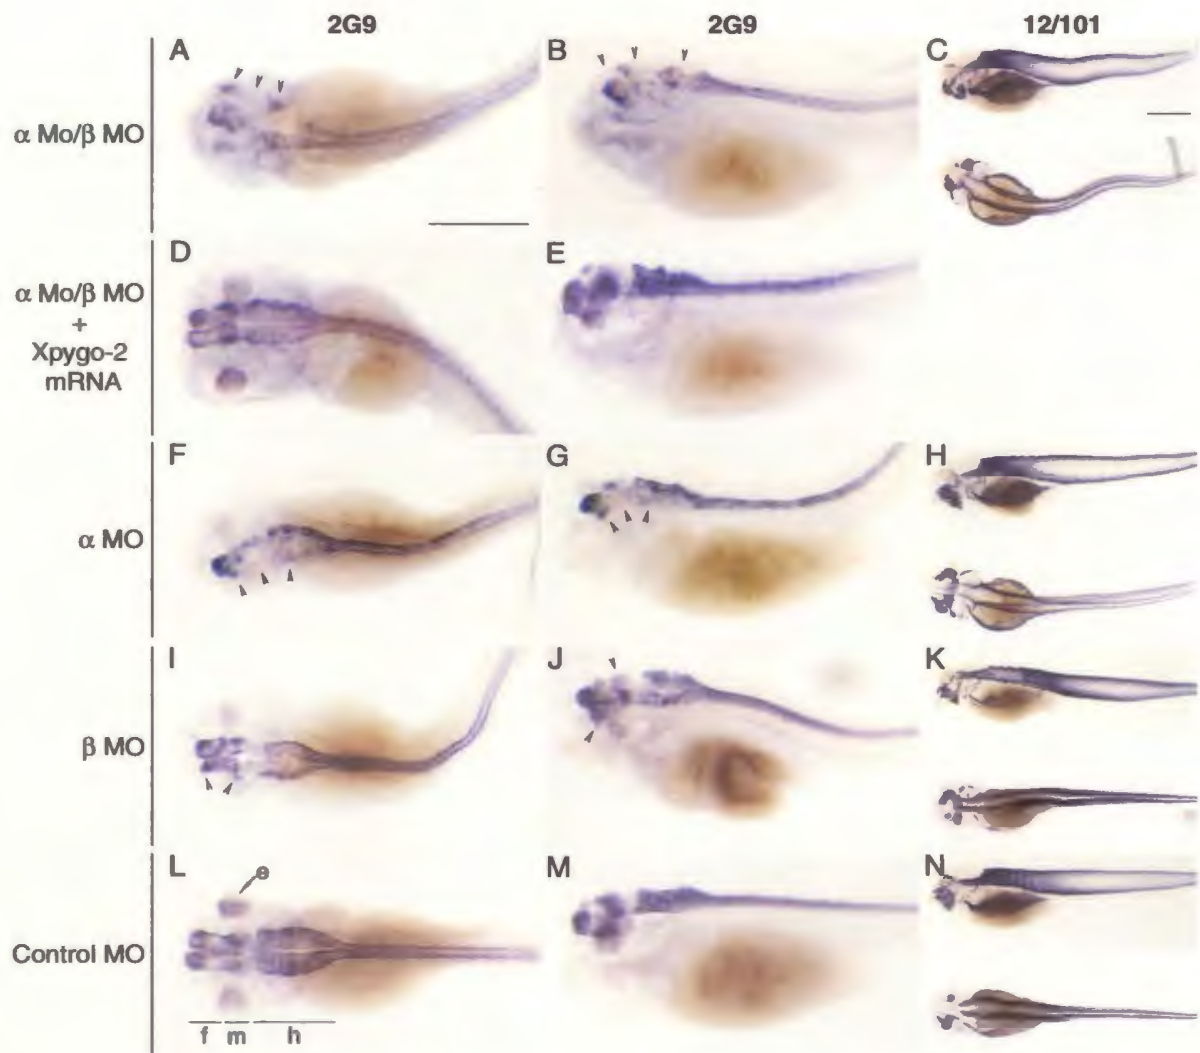 2G9 2G9 12/101
A B C
α Mo/β MO
D E
α Mo/β MO
+
Xpygo-2
mRNA
F G H
α MO
I J K
β MO
L e M N
Control MO
f m h